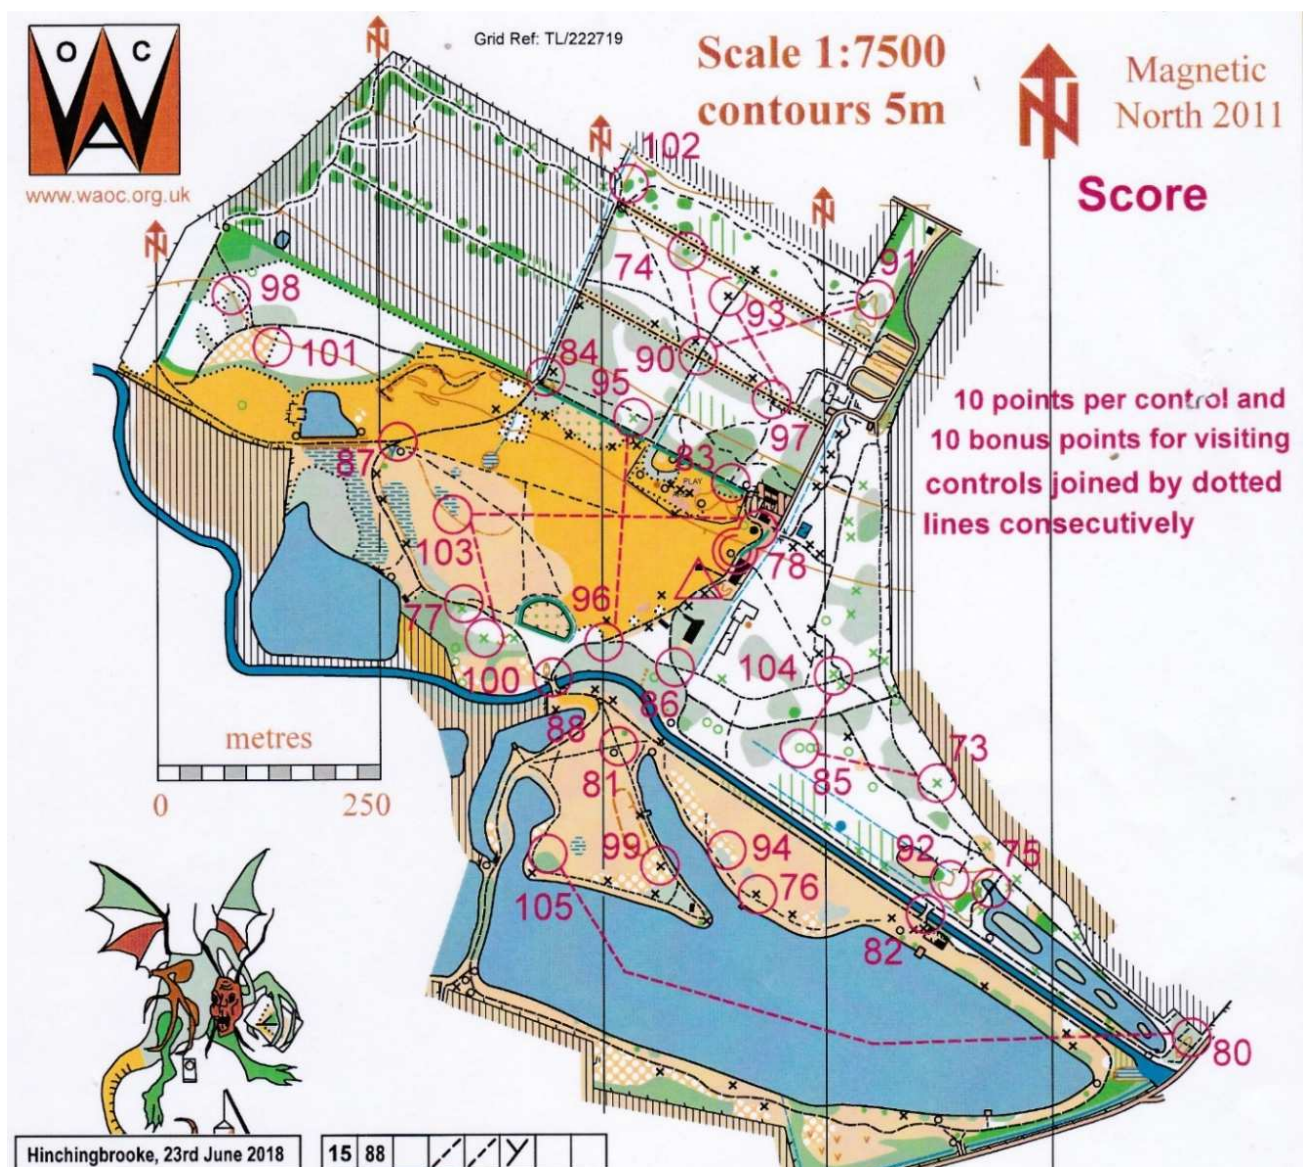 O C
W
A
www.waoc.org.uk
N
Grid Ref: TL/222719
Scale 1:7500
contours 5m
N
Magnetic
North 2011
Score
102
N
N
N
91
74
98
93
101
84
90
95
10 points per control and
10 bonus points for visiting
controls joined by dotted
lines consecutively
97
87
83
PLAY
103
78
96
77
104
100
86
88
metres
81
85
73
0 250
99
94
92
75
76
105
82
80
Hinchingbrooke, 23rd June 2018
15 88